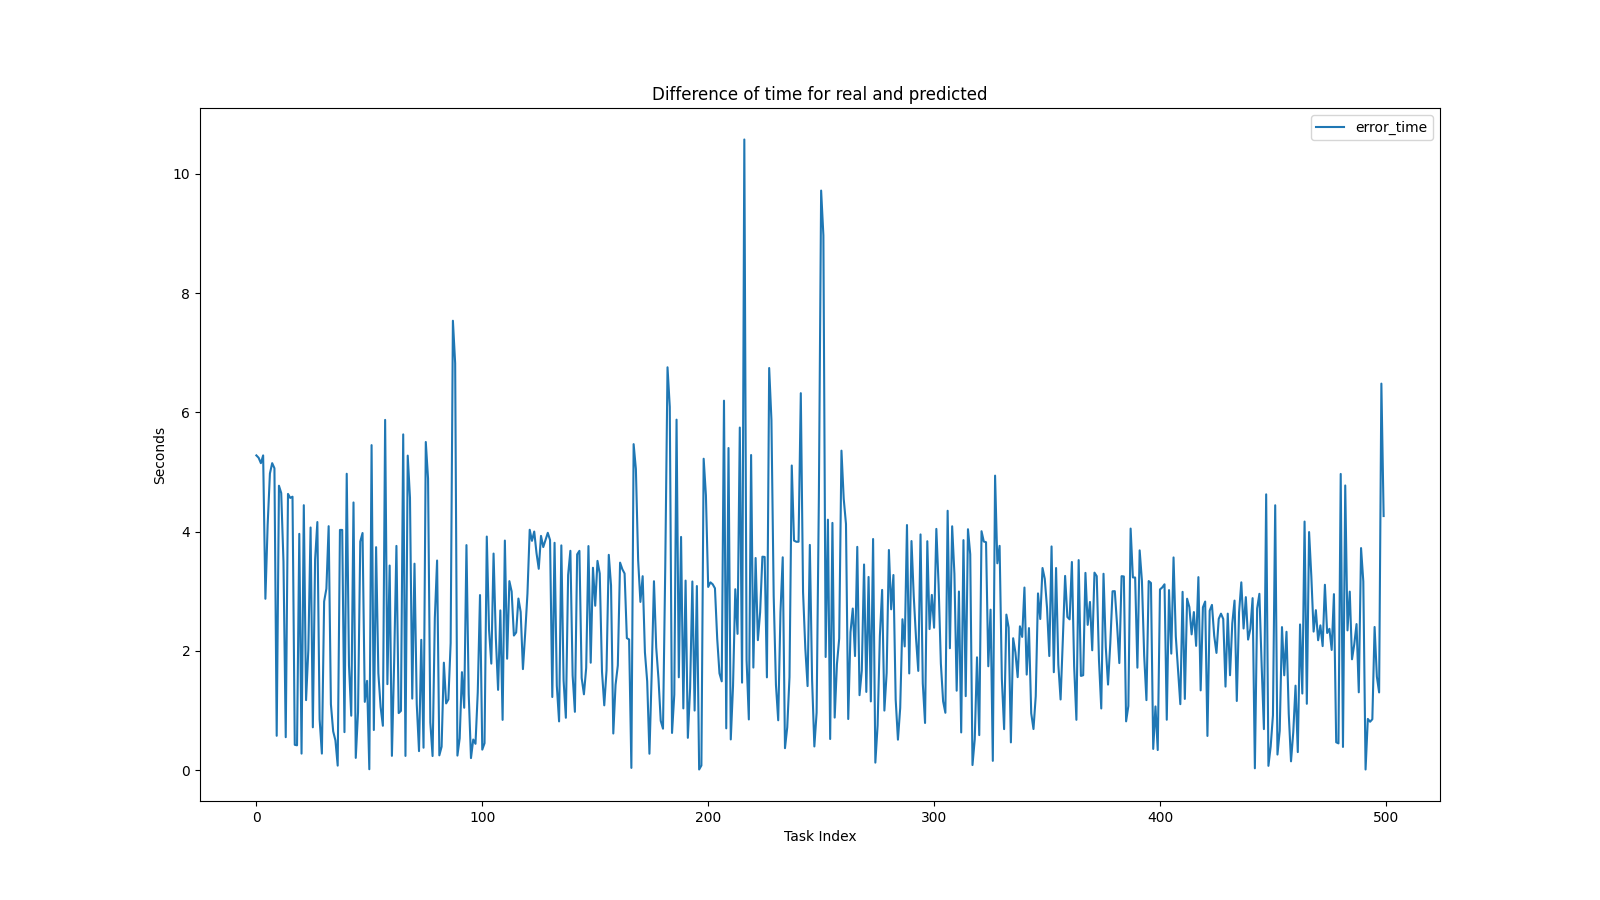 Difference of time for real and predicted
error_time
10
8
6
4
2
0
Seconds
0 100 200 300 400 500
Task Index